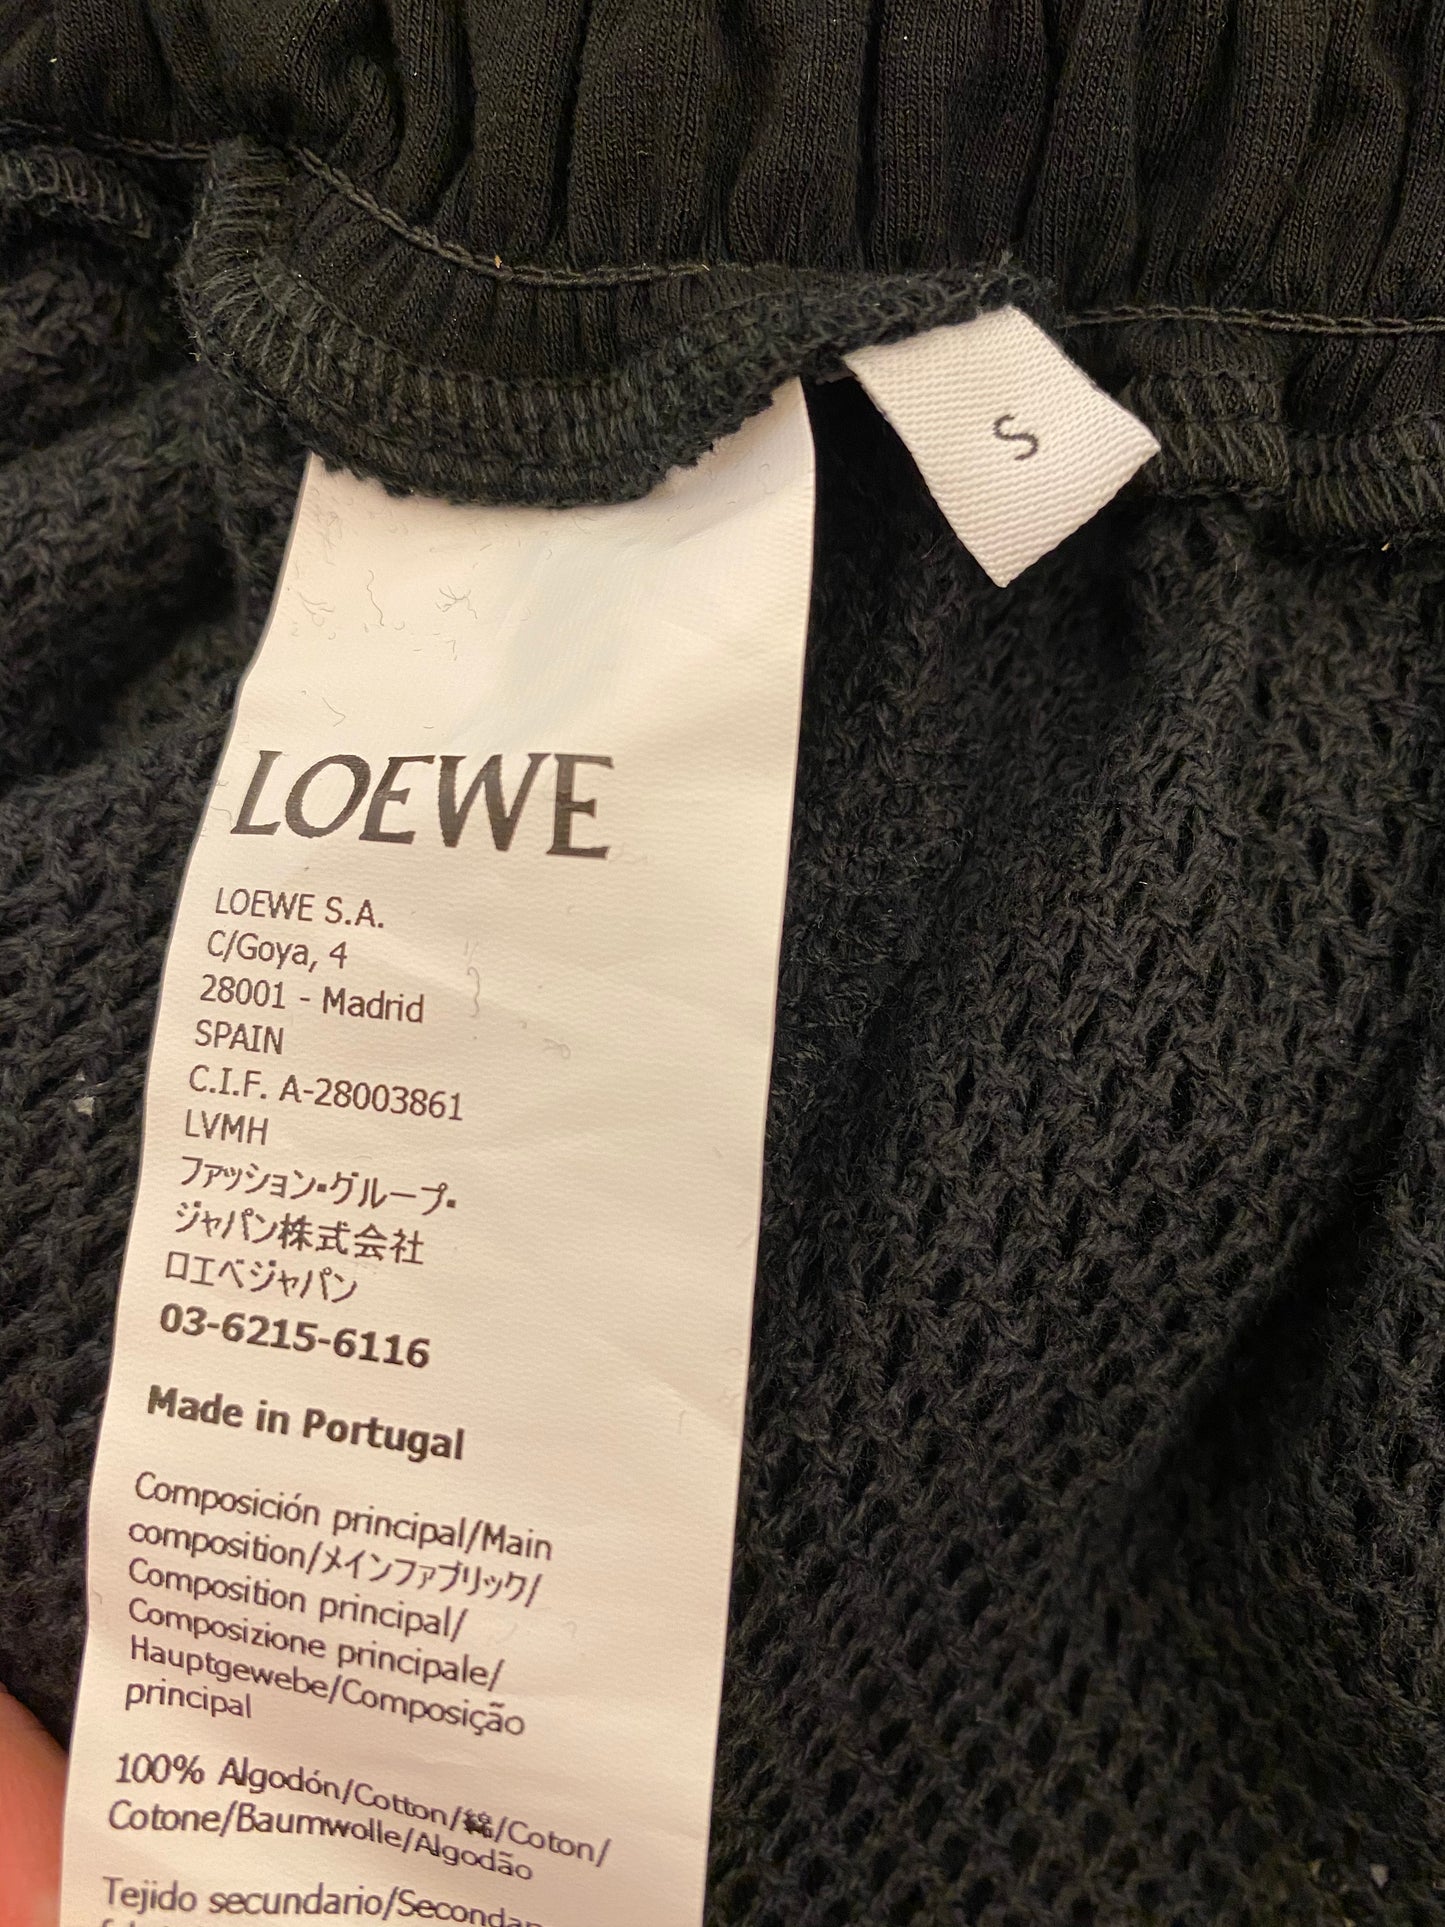 S
LOEWE
LOEWE S.A.
C/Goya, 4
28001 - Madrid
SPAIN
C.I.F. A-28003861
LVMH
ファッション・グループ・
ジャパン株式会社
ロエベジャパン
03-6215-6116
Made in Portugal
Composición principal/Main
composition/メインファブリック/
Composition principal/
Composizione principale/
Hauptgewebe/Composição
principal
100% Algodón/Cotton/綿/Coton/
Cotone/Baumwolle/Algodão
Tejido secundario/Secondar